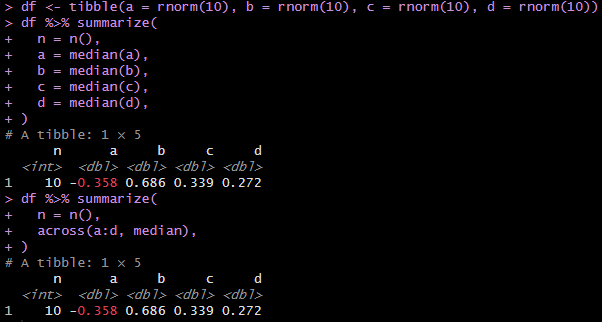 > df <- tibble(a = rnorm(10), b = rnorm(10), c = rnorm(10), d = rnorm(10))
> df %>% summarize(
+   n = n(),
+   a = median(a),
+   b = median(b),
+   c = median(c),
+   d = median(d),
+ )
# A tibble: 1 × 5
      n      a     b     c     d
  <int>  <dbl> <dbl> <dbl> <dbl>
1    10 -0.358 0.686 0.339 0.272
> df %>% summarize(
+   n = n(),
+   across(a:d, median),
+ )
# A tibble: 1 × 5
      n      a     b     c     d
  <int>  <dbl> <dbl> <dbl> <dbl>
1    10 -0.358 0.686 0.339 0.272